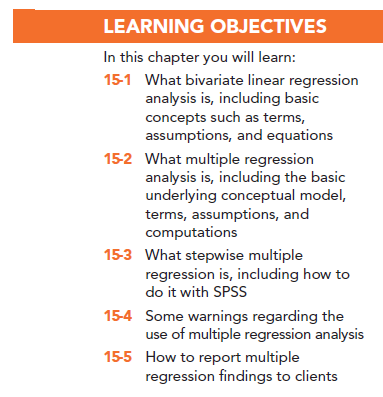 LEARNING OBJECTIVES
In this chapter you will learn:
15-1 What bivariate linear regression
analysis is, including basic
concepts such as terms,
assumptions, and equations
15-2 What multiple regression
analysis is, including the basic
underlying conceptual model,
terms, assumptions, and
computations
15-3 What stepwise multiple
regression is, including how to
do it with SPSS
15-4 Some warnings regarding the
use of multiple regression analysis
15-5 How to report multiple
regression findings to clients